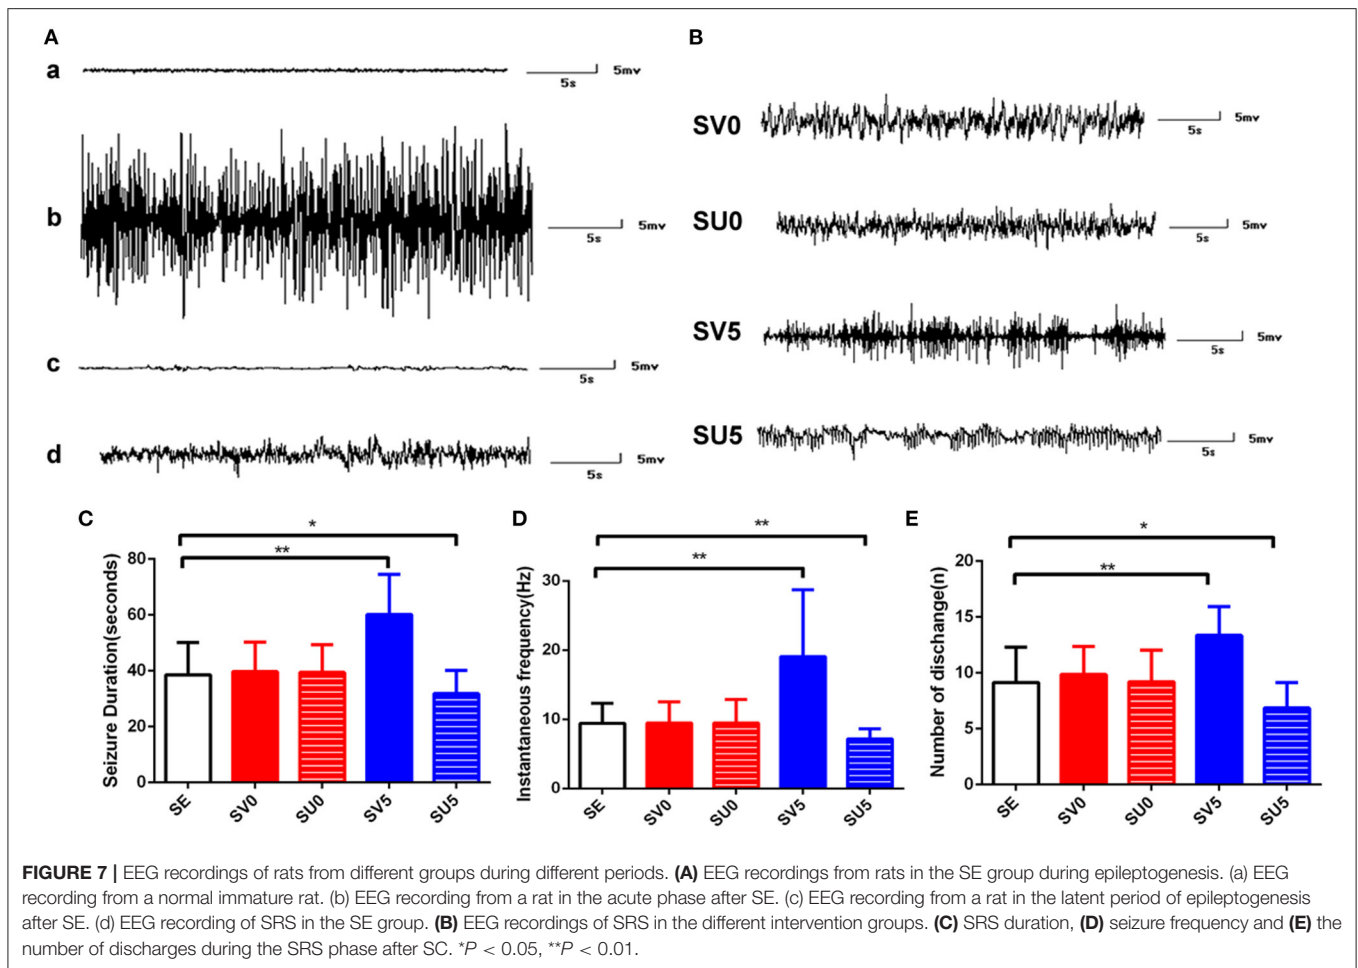 A
a
5s
5mv
b
5s
5mv
c
5s
5mv
d
5s
5mv
B
SV0
5s
5mv
SU0
5s
5mv
SV5
5s
5mv
SU5
5s
5mv
C
Seizure Duration(seconds)
80
60
40
20
0
*
**
SE
SV0
SU0
SV5
SU5
D
Instantaneous frequency(Hz)
30
20
10
0
**
**
SE
SV0
SU0
SV5
SU5
E
Number of dischange(n)
20
15
10
5
0
*
**
SE
SV0
SU0
SV5
SU5
FIGURE 7 | EEG recordings of rats from different groups during different periods. (A) EEG recordings from rats in the SE group during epileptogenesis. (a) EEG
recording from a normal immature rat. (b) EEG recording from a rat in the acute phase after SE. (c) EEG recording from a rat in the latent period of epileptogenesis
after SE. (d) EEG recording of SRS in the SE group. (B) EEG recordings of SRS in the different intervention groups. (C) SRS duration, (D) seizure frequency and (E) the
number of discharges during the SRS phase after SC. *P < 0.05, **P < 0.01.